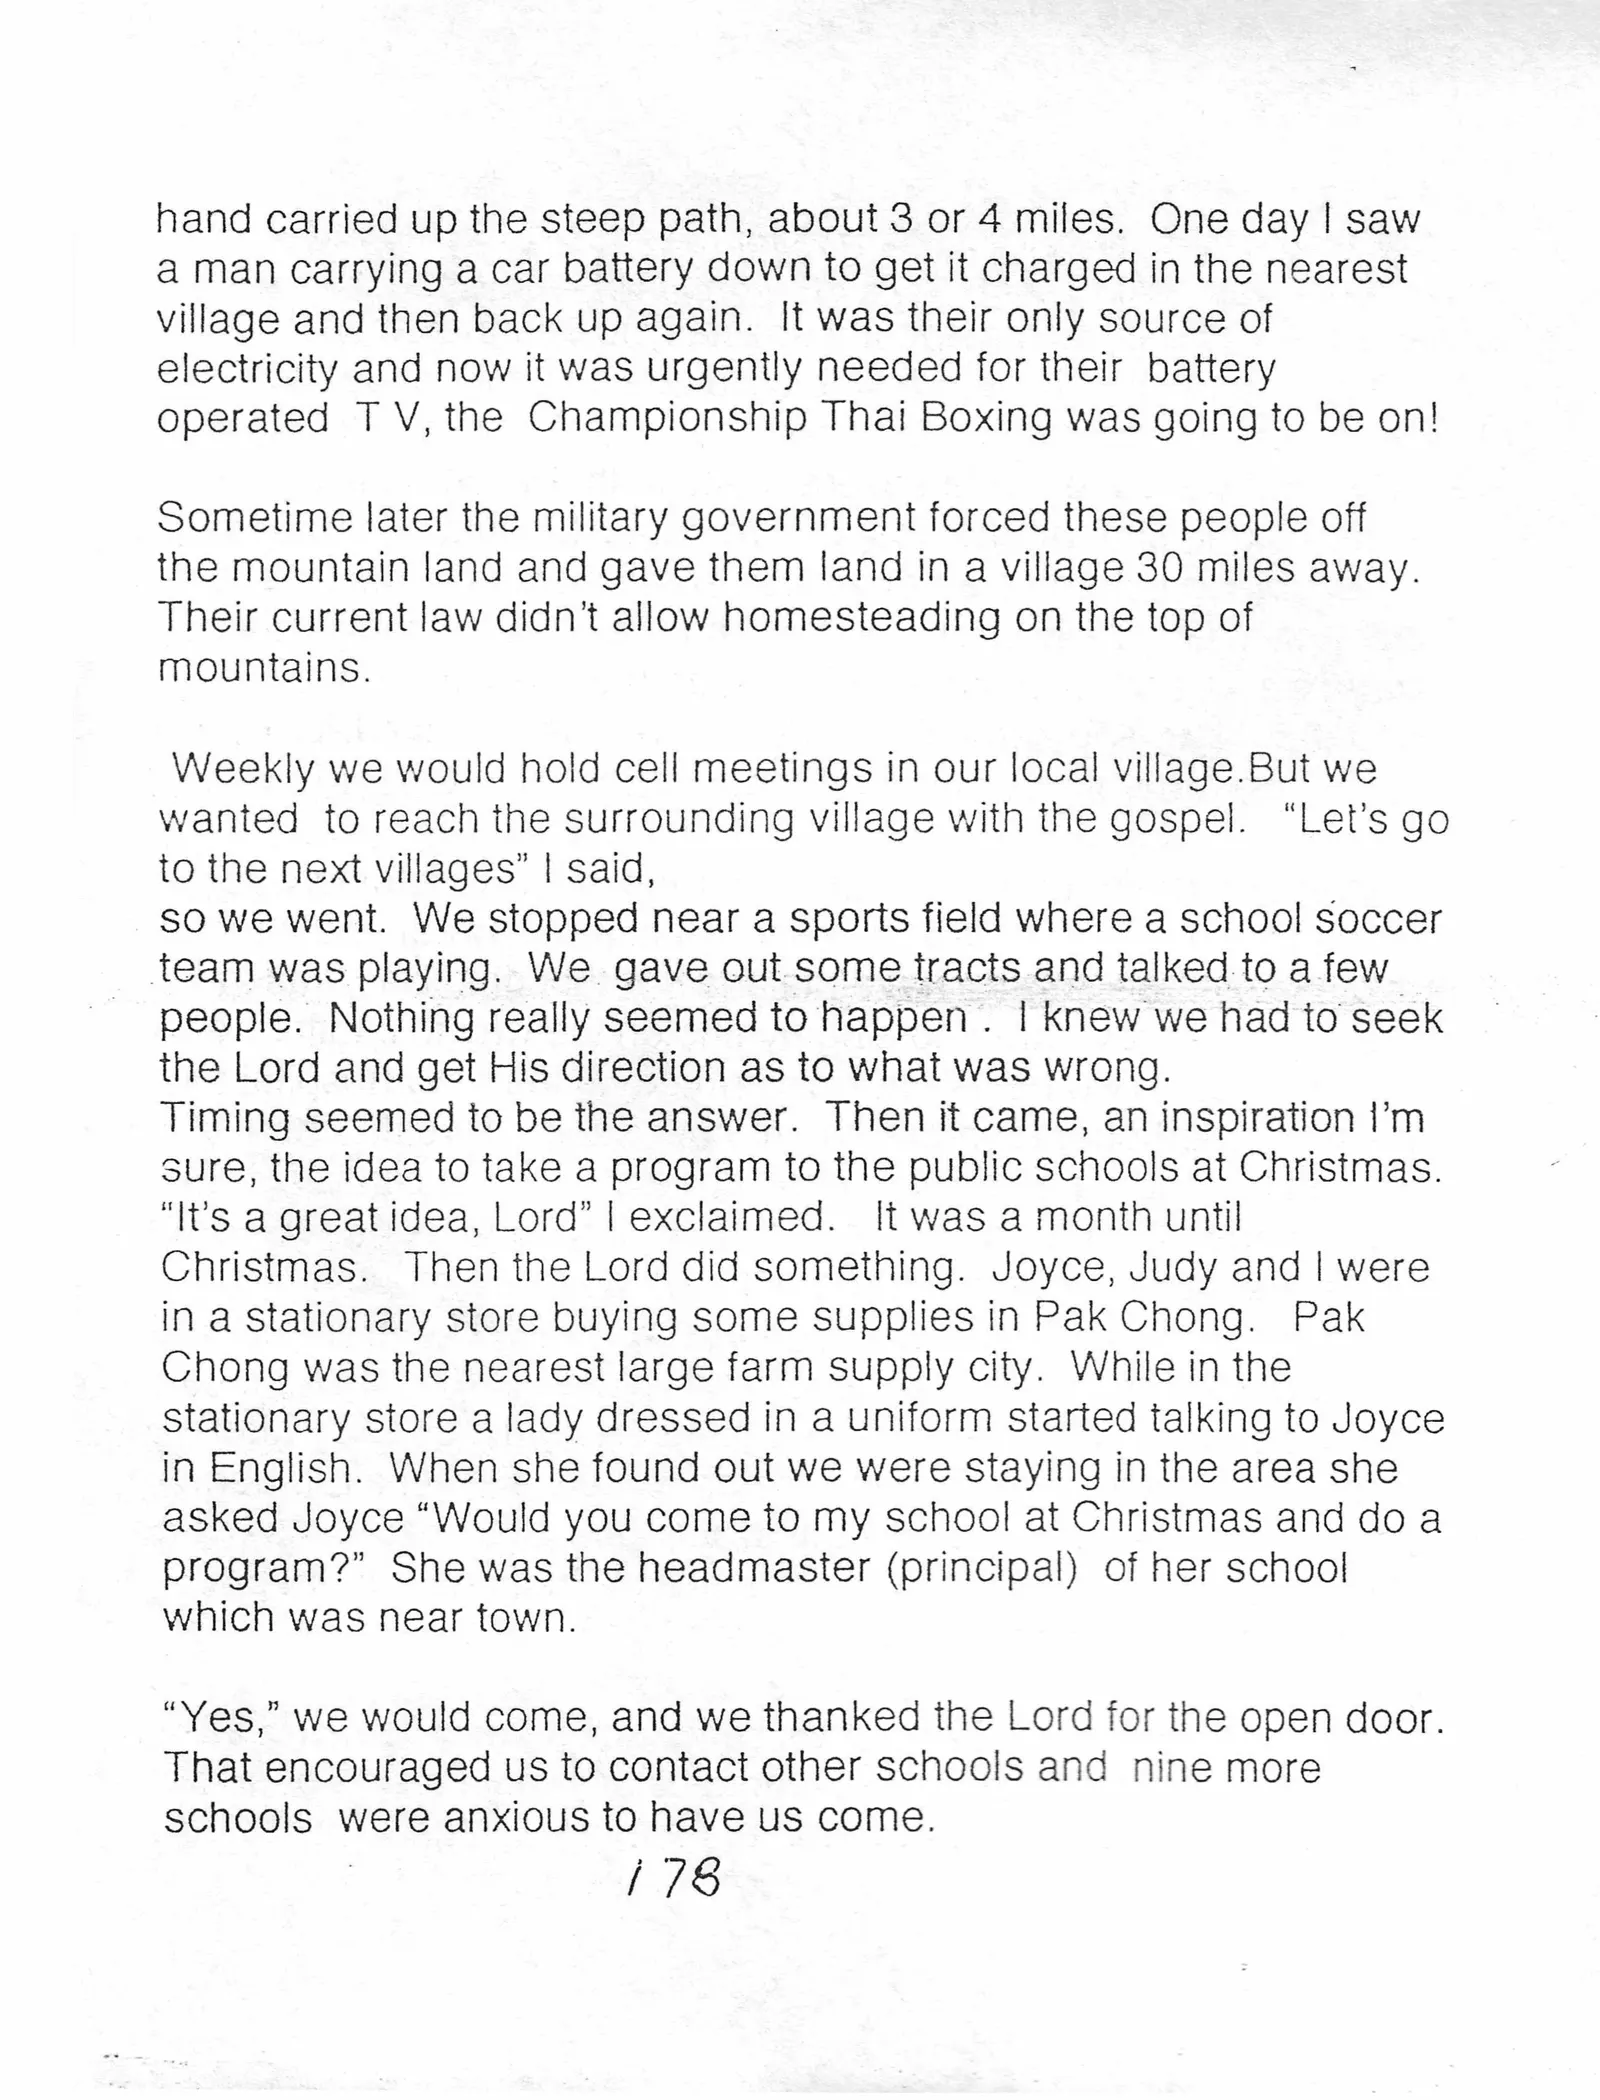 hand carried up the steep path, about 3 or 4 miles.  One day I saw
a man carrying a car battery down to get it charged in the nearest
village and then back up again.  It was their only source of
electricity and now it was urgently needed for their  battery
operated  T V, the  Championship Thai Boxing was going to be on!

Sometime later the military government forced these people off
the mountain land and gave them land in a village 30 miles away.
Their current law didn't allow homesteading on the top of
mountains.

Weekly we would hold cell meetings in our local village.But we
wanted  to reach the surrounding village with the gospel.   “Let's go
to the next villages” I said,
so we went.  We stopped near a sports field where a school soccer
team was playing.  We gave out some tracts and talked to a few
people.  Nothing really seemed to happen .  I knew we had to seek
the Lord and get His direction as to what was wrong.
Timing seemed to be the answer.  Then it came, an inspiration I'm
sure, the idea to take a program to the public schools at Christmas.
“It's a great idea, Lord” I exclaimed.   It was a month until
Christmas.   Then the Lord did something.  Joyce, Judy and I were
in a stationary store buying some supplies in Pak Chong.   Pak
Chong was the nearest large farm supply city.  While in the
stationary store a lady dressed in a uniform started talking to Joyce
in English.  When she found out we were staying in the area she
asked Joyce “Would you come to my school at Christmas and do a
program?”  She was the headmaster (principal)  of her school
which was near town.

“Yes,” we would come, and we thanked the Lord for the open door.
That encouraged us to contact other schools and  nine more
schools  were anxious to have us come.
178